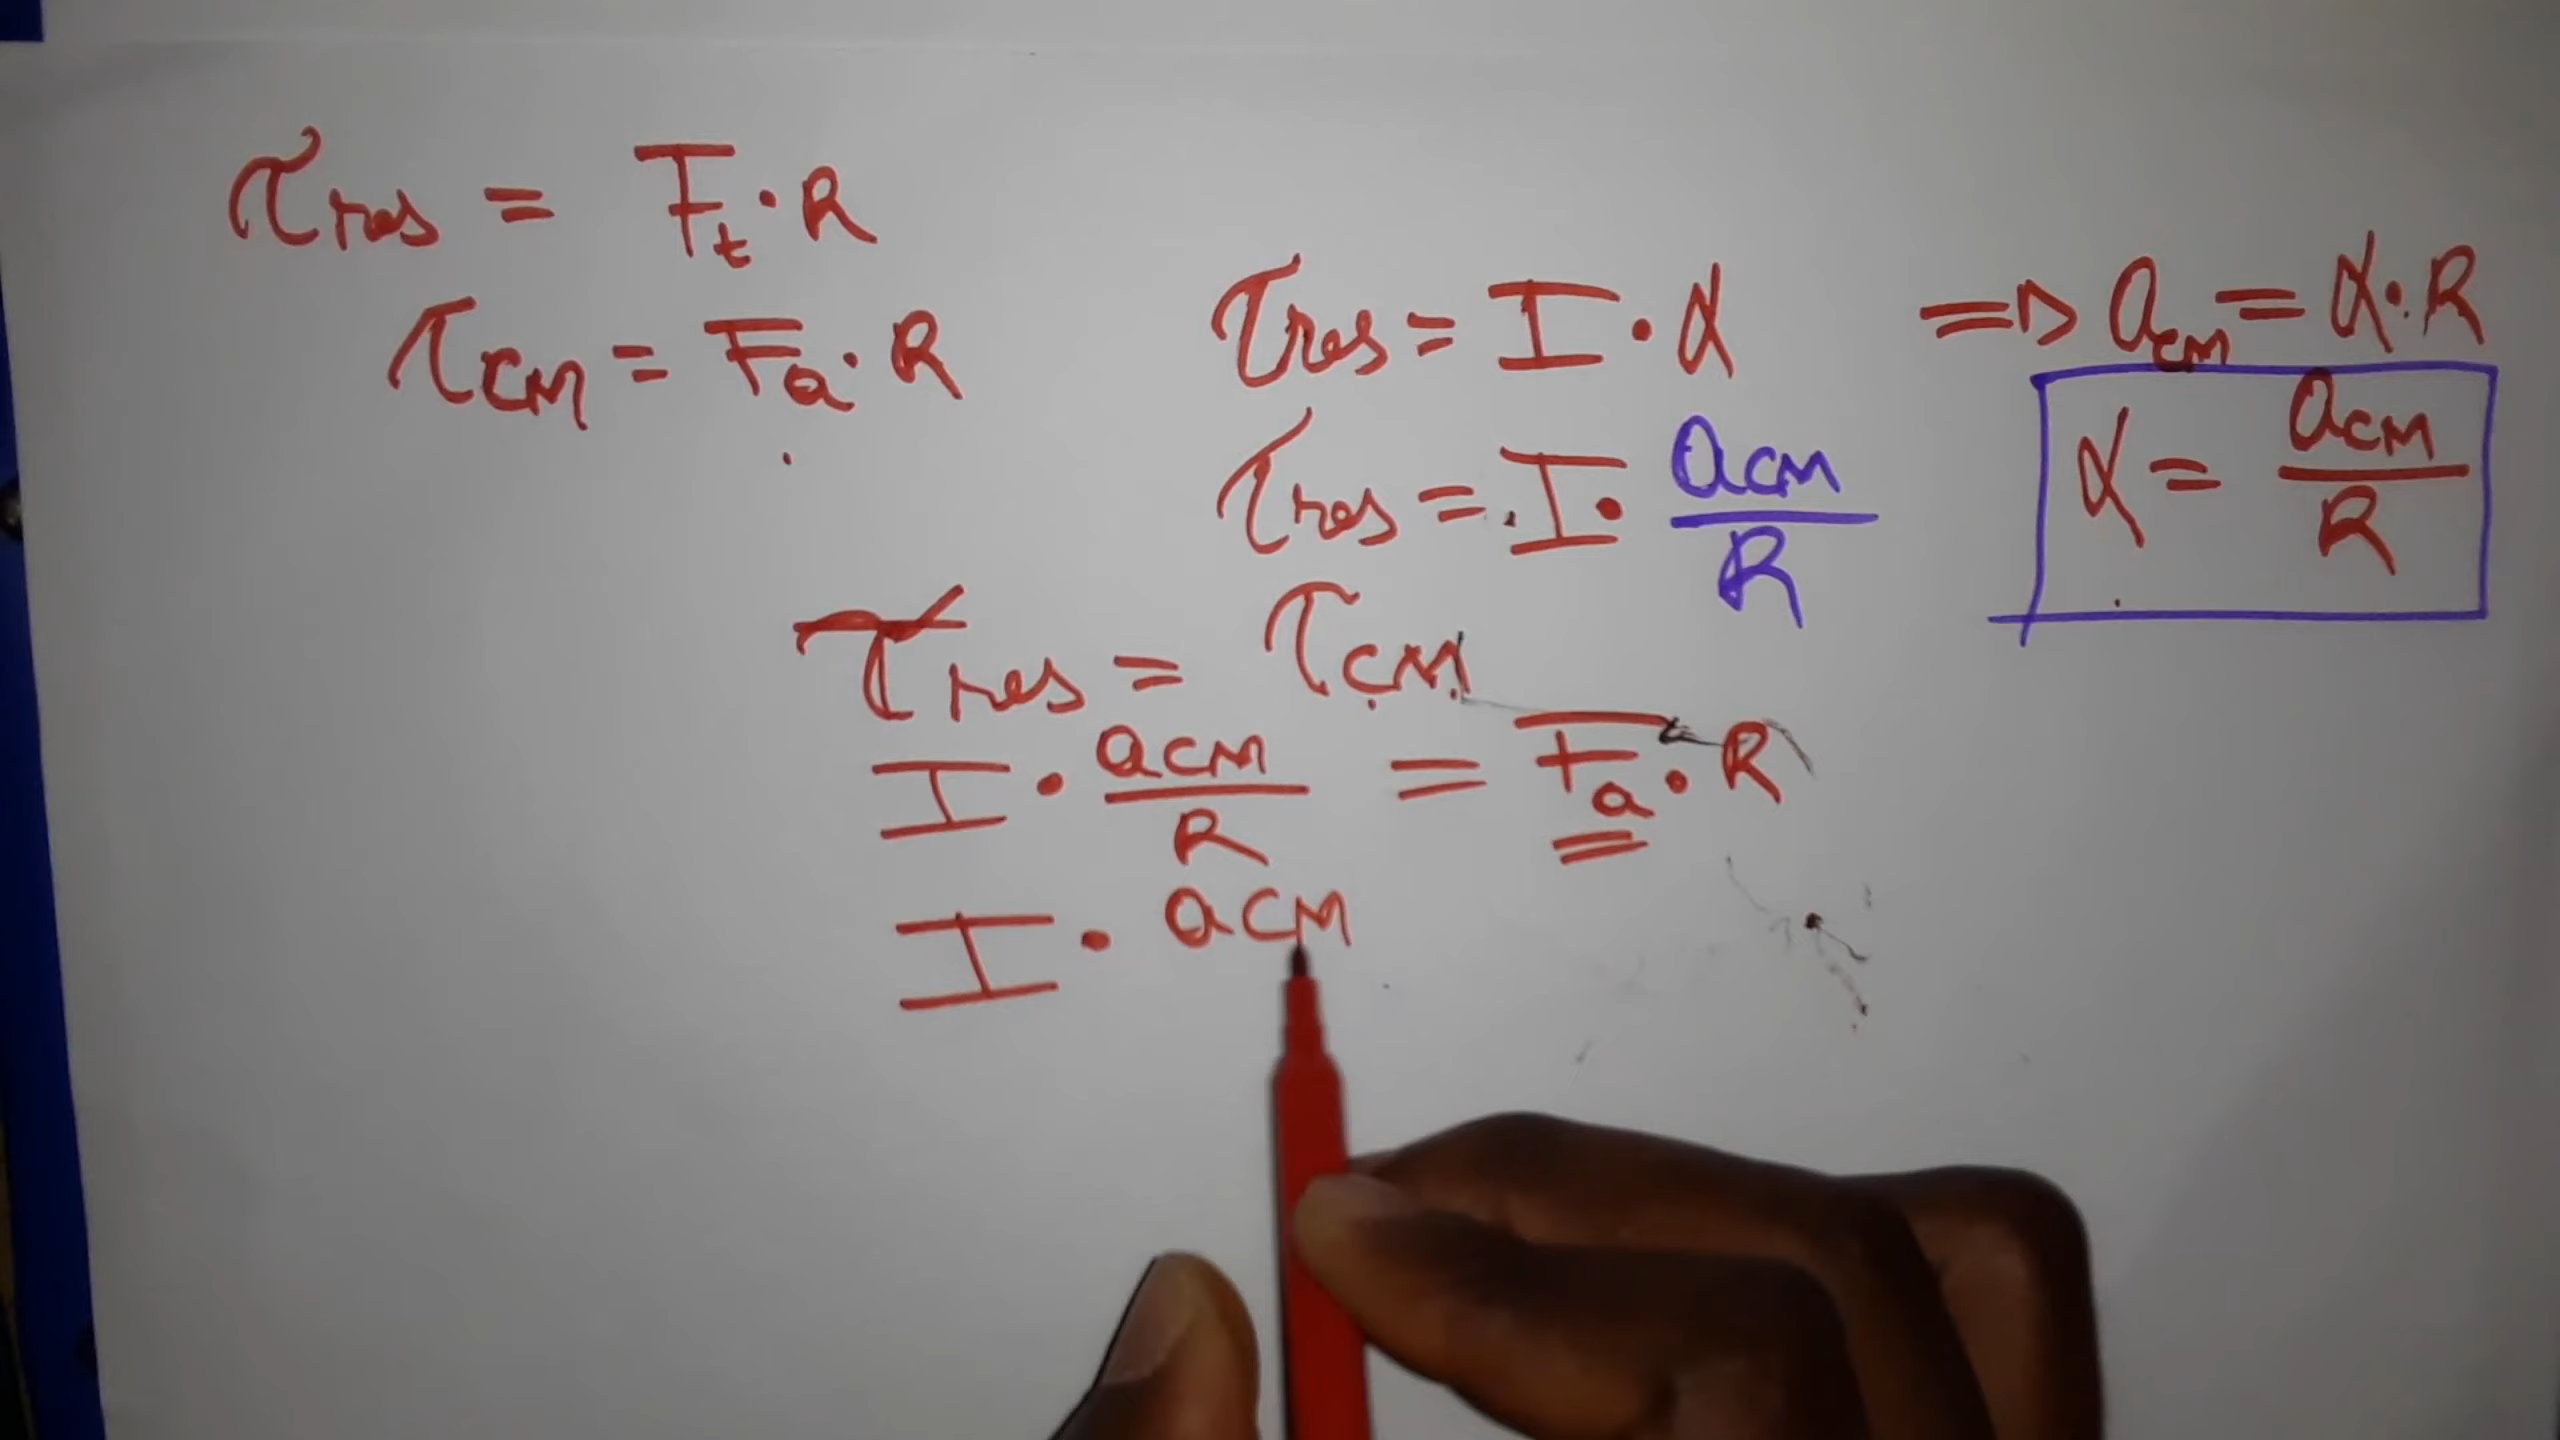 τres = Ft·R
τCM = Fa·R
τres = I·α
=> aCM = α·R
α = aCM/R
τres = I·aCM/R
τres = τCM
I·aCM/R = Fa·R
I·aCM